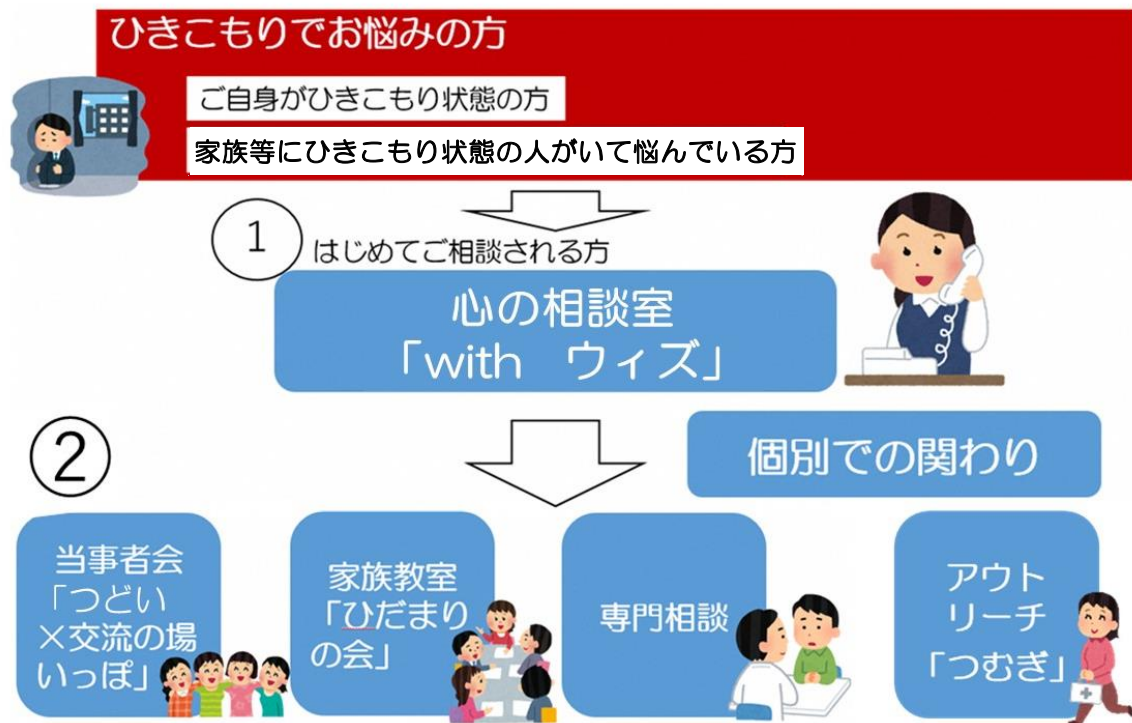 ひきこもりでお悩みの方
ご自身がひきこもり状態の方
家族等にひきこもり状態の人がいて悩んでいる方
1
はじめてご相談される方
心の相談室
「with ウィズ」
2
個別での関わり
当事者会
「つどい
×交流の場
いっぽ」
家族教室
「ひだまり
の会」
専門相談
アウト
リーチ
「つむぎ」